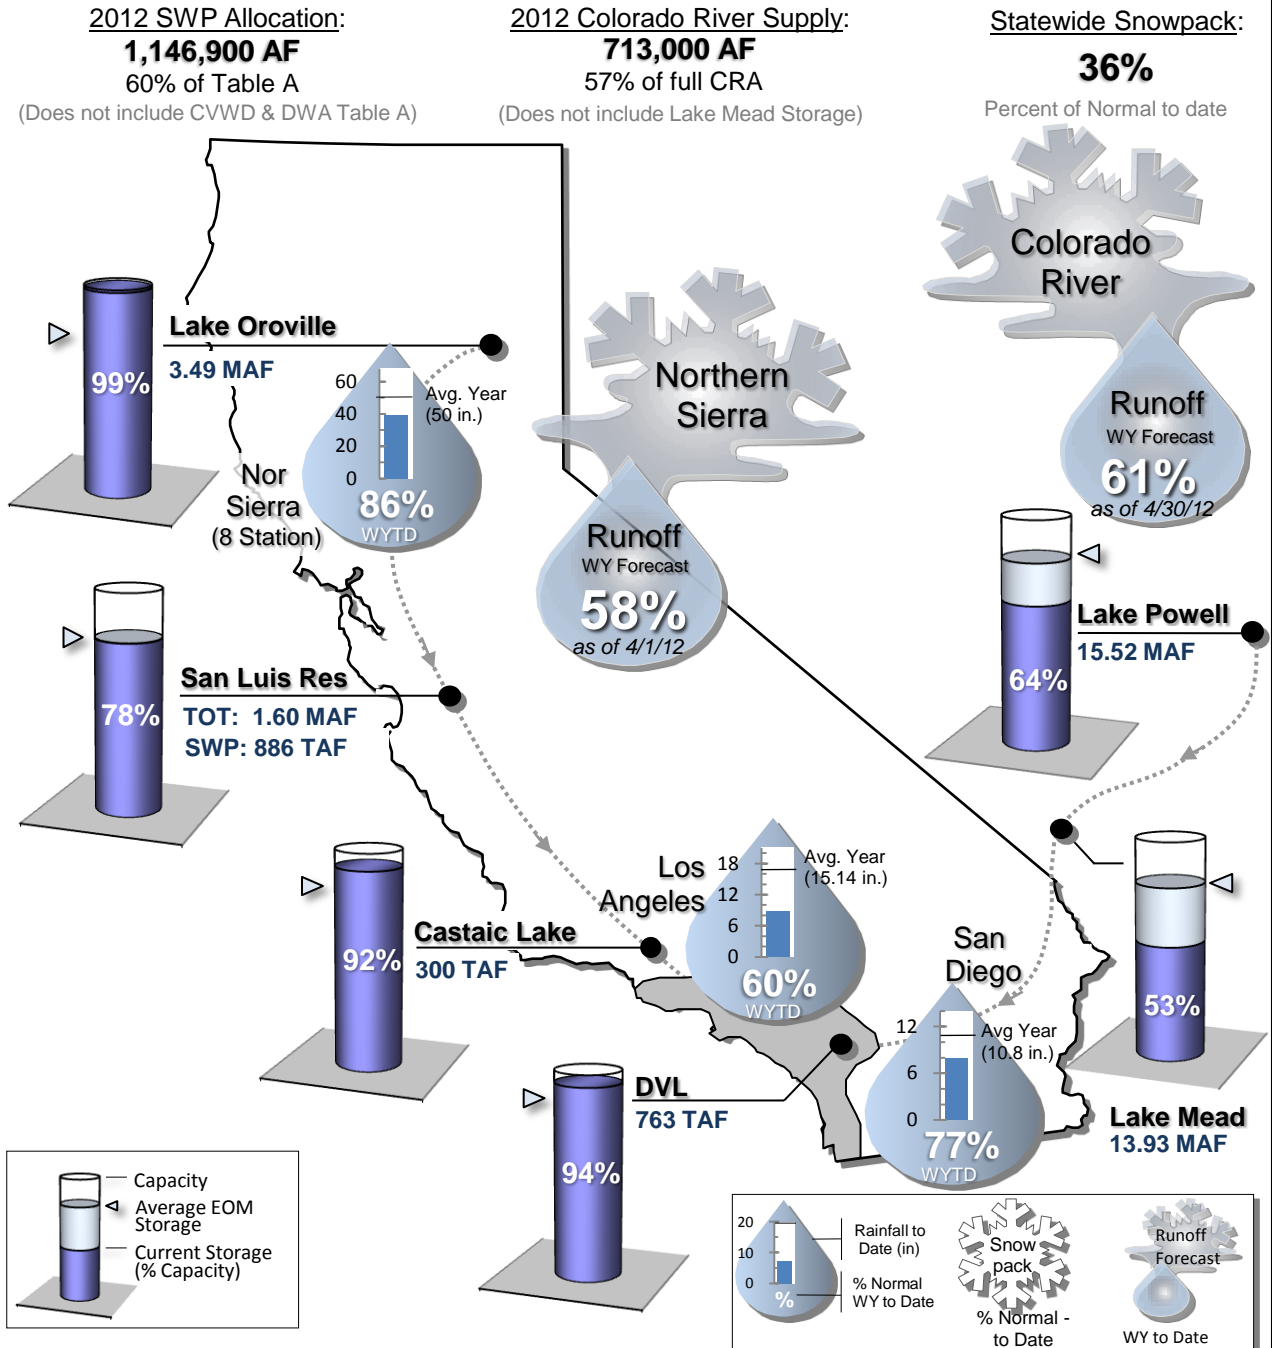 2012 SWP Allocation:
1,146,900 AF
60% of Table A
(Does not include CVWD & DWA Table A)
2012 Colorado River Supply:
713,000 AF
57% of full CRA
(Does not include Lake Mead Storage)
Statewide Snowpack:
36%
Percent of Normal to date
Colorado
River
Runoff
WY Forecast
61%
as of 4/30/12
Lake Oroville
3.49 MAF
99%
60
40
20
0
Avg. Year
(50 in.)
86%
WYTD
Nor
Sierra
(8 Station)
Northern
Sierra
Runoff
WY Forecast
58%
as of 4/1/12
Lake Powell
15.52 MAF
64%
San Luis Res
TOT: 1.60 MAF
SWP: 886 TAF
78%
Los
Angeles
18
12
6
0
Avg. Year
(15.14 in.)
60%
WYTD
Castaic Lake
300 TAF
92%
San
Diego
12
6
0
Avg Year
(10.8 in.)
77%
WYTD
53%
Lake Mead
13.93 MAF
DVL
763 TAF
94%
Capacity
Average EOM
Storage
Current Storage
(% Capacity)
20
10
0
%
Rainfall to
Date (in)
% Normal
WY to Date
Snow
pack
% Normal -
to Date
Runoff
Forecast
WY to Date